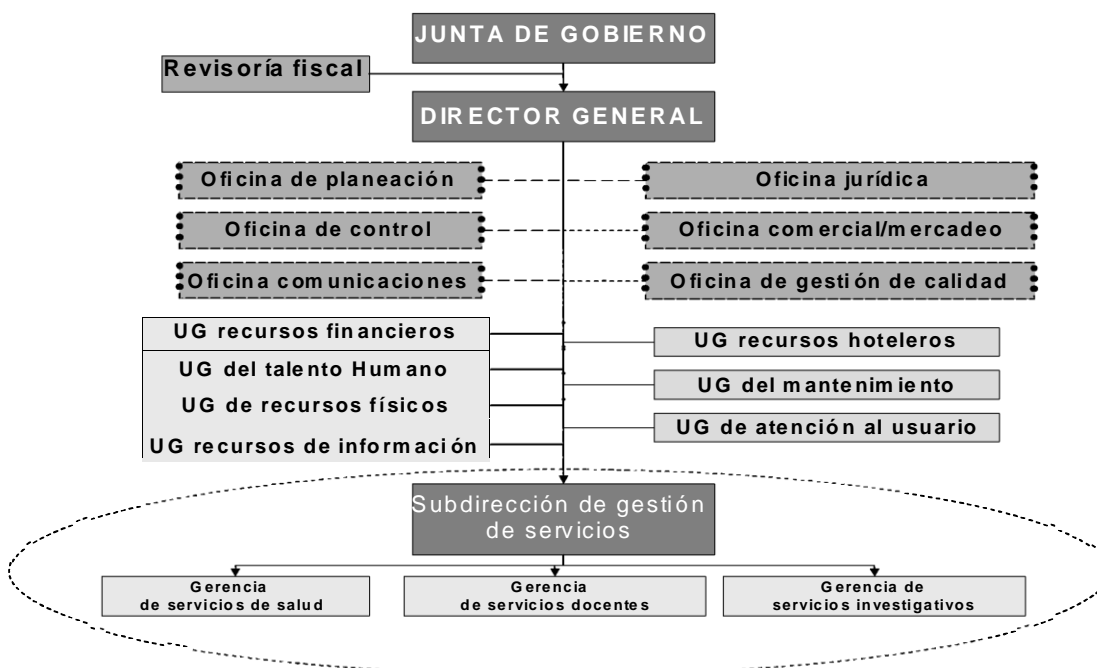 JUNTA DE GOBIERNO
Revisoría fiscal
DIRECTOR GENERAL
Oficina de planeación
Oficina jurídica
Oficina de control
Oficina comercial/mercadeo
Oficina comunicaciones
Oficina de gestión de calidad
UG recursos financieros
UG recursos hoteleros
UG del talento Humano
UG del mantenimiento
UG de recursos físicos
UG de atención al usuario
UG recursos de información
Subdirección de gestión
de servicios
Gerencia
de servicios de salud
Gerencia
de servicios docentes
Gerencia de
servicios investigativos